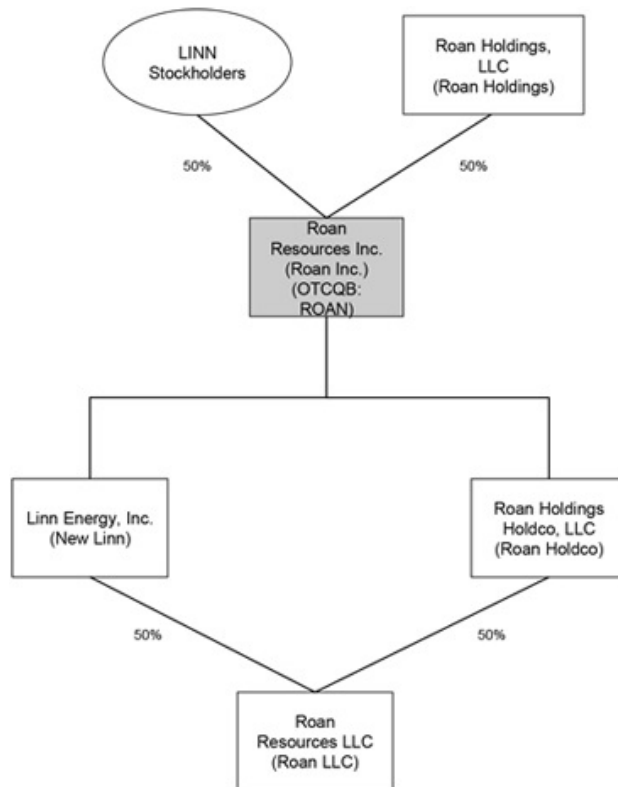 LINN
Stockholders
Roan Holdings,
LLC
(Roan Holdings)
50%
50%
Roan
Resources Inc.
(Roan Inc.)
(OTCQB:
ROAN)
Linn Energy, Inc.
(New Linn)
Roan Holdings
Holdco, LLC
(Roan Holdco)
50%
50%
Roan
Resources LLC
(Roan LLC)